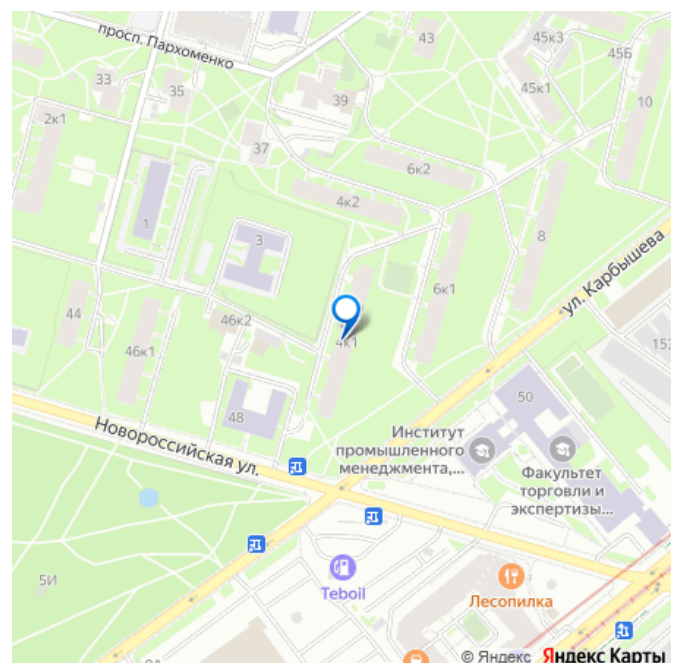 просп. Пархоменко
43
45к3
45Б
33
35
39
45к1
10
2к1
37
6к2
4к2
1
3
8
ул. Карбышева
6к1
44
46к2
46к1
4к1
153
50
48
Новороссийская ул.
Институт
промышленного
менеджмента,...
Факультет
торговли и
экспертизы...
5И
Teboil
Лесопилка
© Яндекс Яндекс Карты